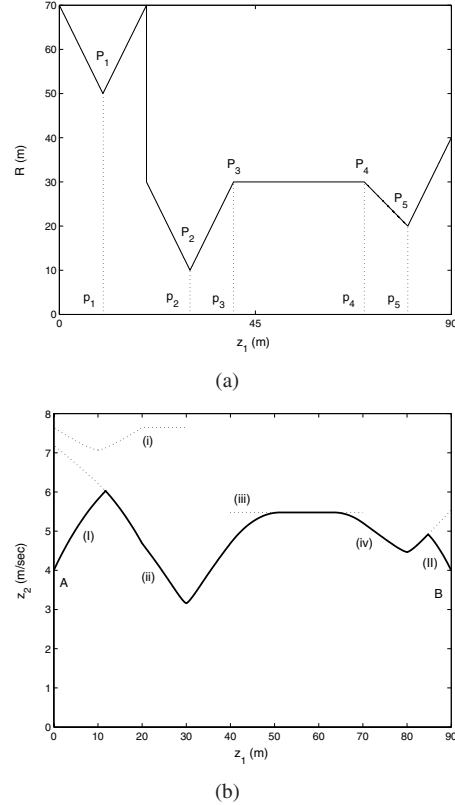 70
60
50
40
30
20
10
0
R (m)
P1
P2
P3
P4
P5
p1
p2
p3
p4
p5
0
45
90
z1 (m)
(a)
8
7
6
5
4
3
2
1
0
z2 (m/sec)
(i)
(I)
A
(ii)
(iii)
(iv)
(II)
B
0 10 20 30 40 50 60 70 80 90
z1 (m)
(b)